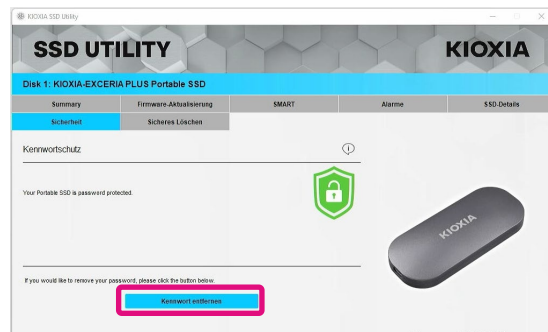 KIOXIA SSD Utility
SSD UTILITY
KIOXIA
Disk 1: KIOXIA-EXCERIA PLUS Portable SSD
Summary Firmware-Aktualisierung SMART Alarme SSD-Details
Sicherheit Sicheres Löschen
Kennwortschutz
Your Portable SSD is password protected.
KIOXIA
If you would like to remove your password, please click the button below.
Kennwort entfernen